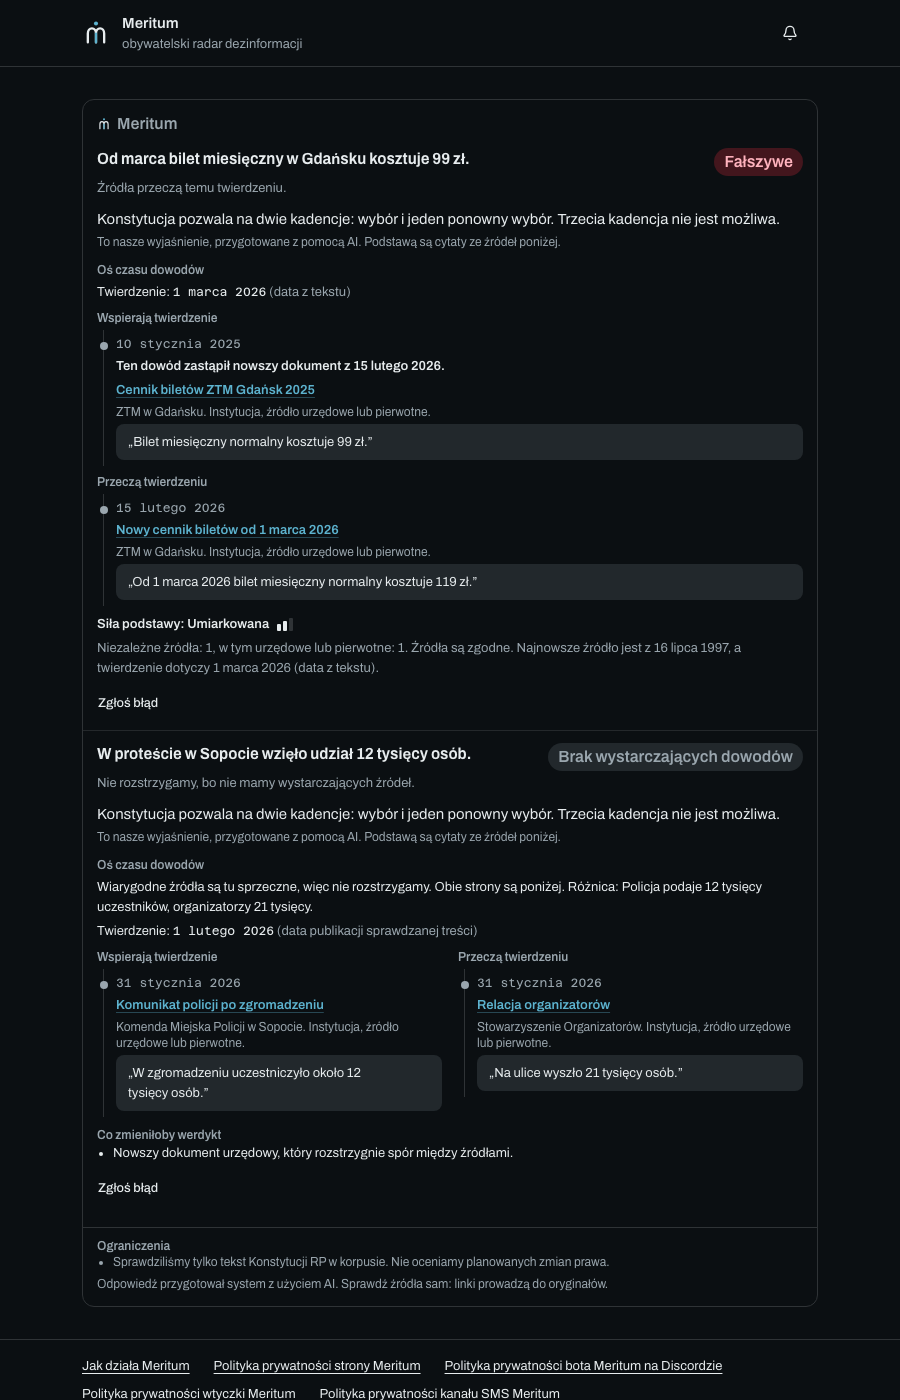 Meritum
obywatelski radar dezinformacji
Meritum
Od marca bilet miesięczny w Gdańsku kosztuje 99 zł.
Fałszywe
Źródła przeczą temu twierdzeniu.
Konstytucja pozwala na dwie kadencje: wybór i jeden ponowny wybór. Trzecia kadencja nie jest możliwa.
To nasze wyjaśnienie, przygotowane z pomocą AI. Podstawą są cytaty ze źródeł poniżej.
Oś czasu dowodów
Twierdzenie: 1 marca 2026 (data z tekstu)
Wspierają twierdzenie
10 stycznia 2025
Ten dowód zastąpił nowszy dokument z 15 lutego 2026.
Cennik biletów ZTM Gdańsk 2025
ZTM w Gdańsku. Instytucja, źródło urzędowe lub pierwotne.
„Bilet miesięczny normalny kosztuje 99 zł.”
Przeczą twierdzeniu
15 lutego 2026
Nowy cennik biletów od 1 marca 2026
ZTM w Gdańsku. Instytucja, źródło urzędowe lub pierwotne.
„Od 1 marca 2026 bilet miesięczny normalny kosztuje 119 zł.”
Siła podstawy: Umiarkowana
Niezależne źródła: 1, w tym urzędowe lub pierwotne: 1. Źródła są zgodne. Najnowsze źródło jest z 16 lipca 1997, a
twierdzenie dotyczy 1 marca 2026 (data z tekstu).
Zgłoś błąd
W proteście w Sopocie wzięło udział 12 tysięcy osób.
Brak wystarczających dowodów
Nie rozstrzygamy, bo nie mamy wystarczających źródeł.
Konstytucja pozwala na dwie kadencje: wybór i jeden ponowny wybór. Trzecia kadencja nie jest możliwa.
To nasze wyjaśnienie, przygotowane z pomocą AI. Podstawą są cytaty ze źródeł poniżej.
Oś czasu dowodów
Wiarygodne źródła są tu sprzeczne, więc nie rozstrzygamy. Obie strony są poniżej. Różnica: Policja podaje 12 tysięcy
uczestników, organizatorzy 21 tysięcy.
Twierdzenie: 1 lutego 2026 (data publikacji sprawdzanej treści)
Wspierają twierdzenie
31 stycznia 2026
Komunikat policji po zgromadzeniu
Komenda Miejska Policji w Sopocie. Instytucja, źródło
urzędowe lub pierwotne.
„W zgromadzeniu uczestniczyło około 12
tysięcy osób.”
Przeczą twierdzeniu
31 stycznia 2026
Relacja organizatorów
Stowarzyszenie Organizatorów. Instytucja, źródło urzędowe
lub pierwotne.
„Na ulice wyszło 21 tysięcy osób.”
Co zmieniłoby werdykt
• Nowszy dokument urzędowy, który rozstrzygnie spór między źródłami.
Zgłoś błąd
Ograniczenia
• Sprawdziliśmy tylko tekst Konstytucji RP w korpusie. Nie oceniamy planowanych zmian prawa.
Odpowiedź przygotował system z użyciem AI. Sprawdź źródła sam: linki prowadzą do oryginałów.
Jak działa Meritum Polityka prywatności strony Meritum Polityka prywatności bota Meritum na Discordzie
Polityka prywatności wtyczki Meritum Polityka prywatności kanału SMS Meritum